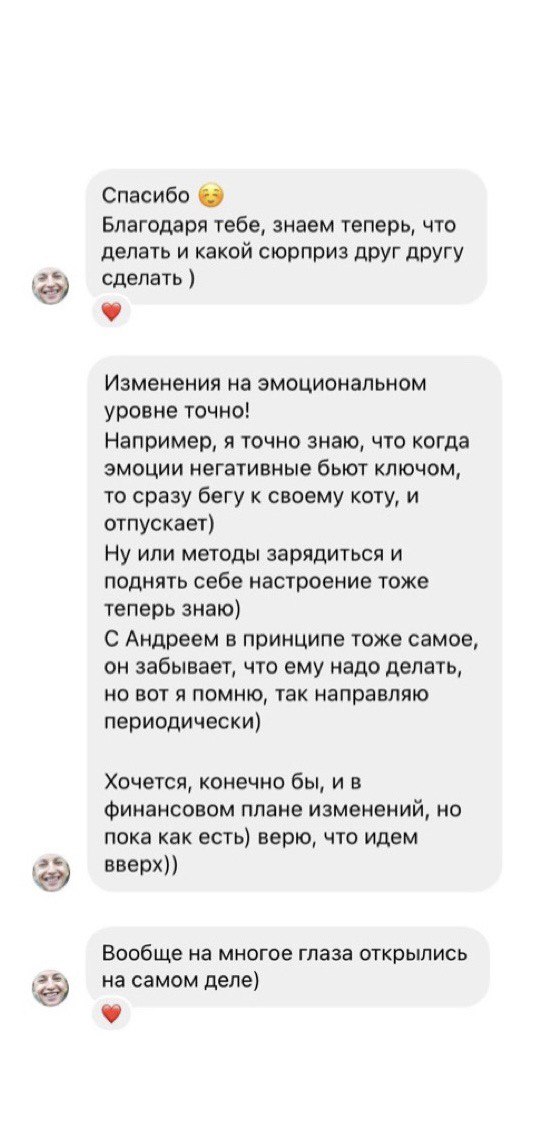 Спасибо ☺️
Благодаря тебе, знаем теперь, что
делать и какой сюрприз друг другу
сделать )
Изменения на эмоциональном
уровне точно!
Например, я точно знаю, что когда
эмоции негативные бьют ключом,
то сразу бегу к своему коту, и
отпускает)
Ну или методы зарядиться и
поднять себе настроение тоже
теперь знаю)
С Андреем в принципе тоже самое,
он забывает, что ему надо делать,
но вот я помню, так направляю
периодически)
Хочется, конечно бы, и в
финансовом плане изменений, но
пока как есть) верю, что идем
вверх))
Вообще на многое глаза открылись
на самом деле)